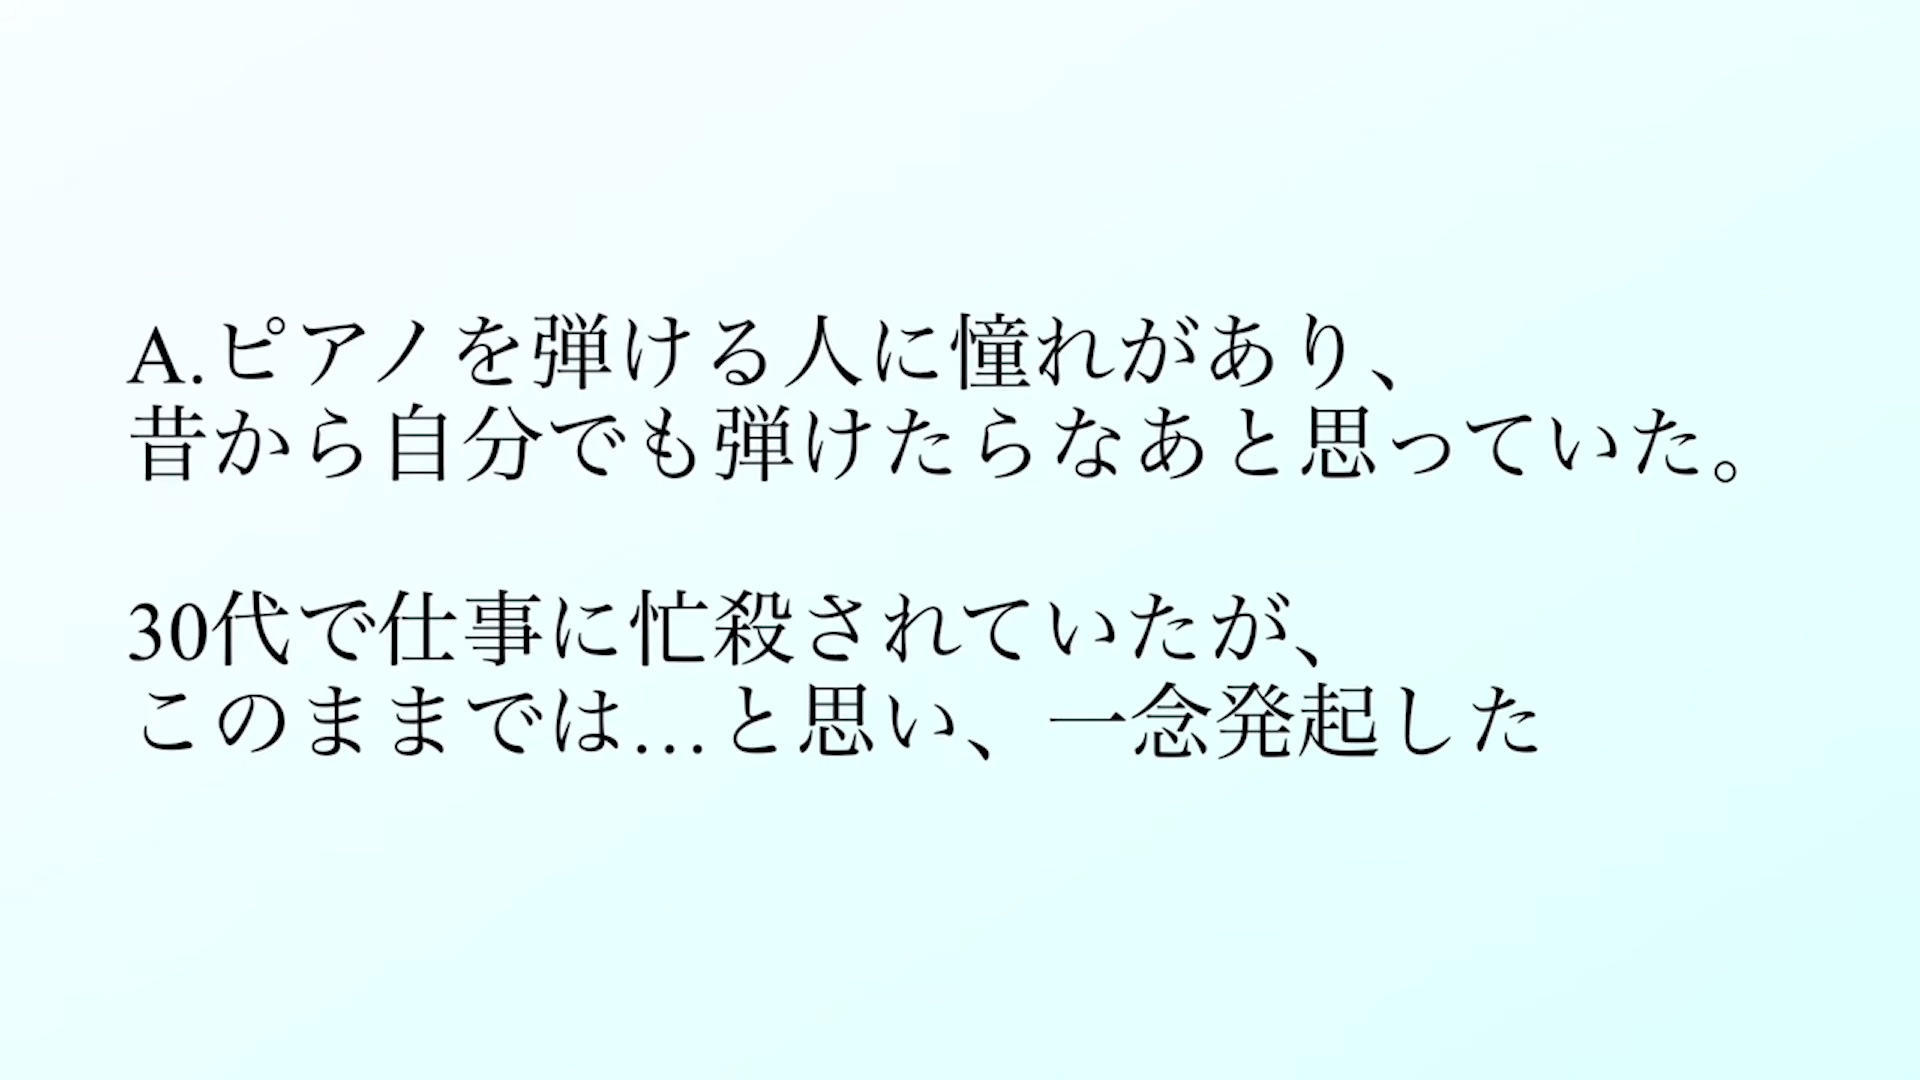 A.ピアノを弾ける人に憧れがあり、
昔から自分でも弾けたらなあと思っていた。
30代で仕事に忙殺されていたが、
このままでは…と思い、一念発起した